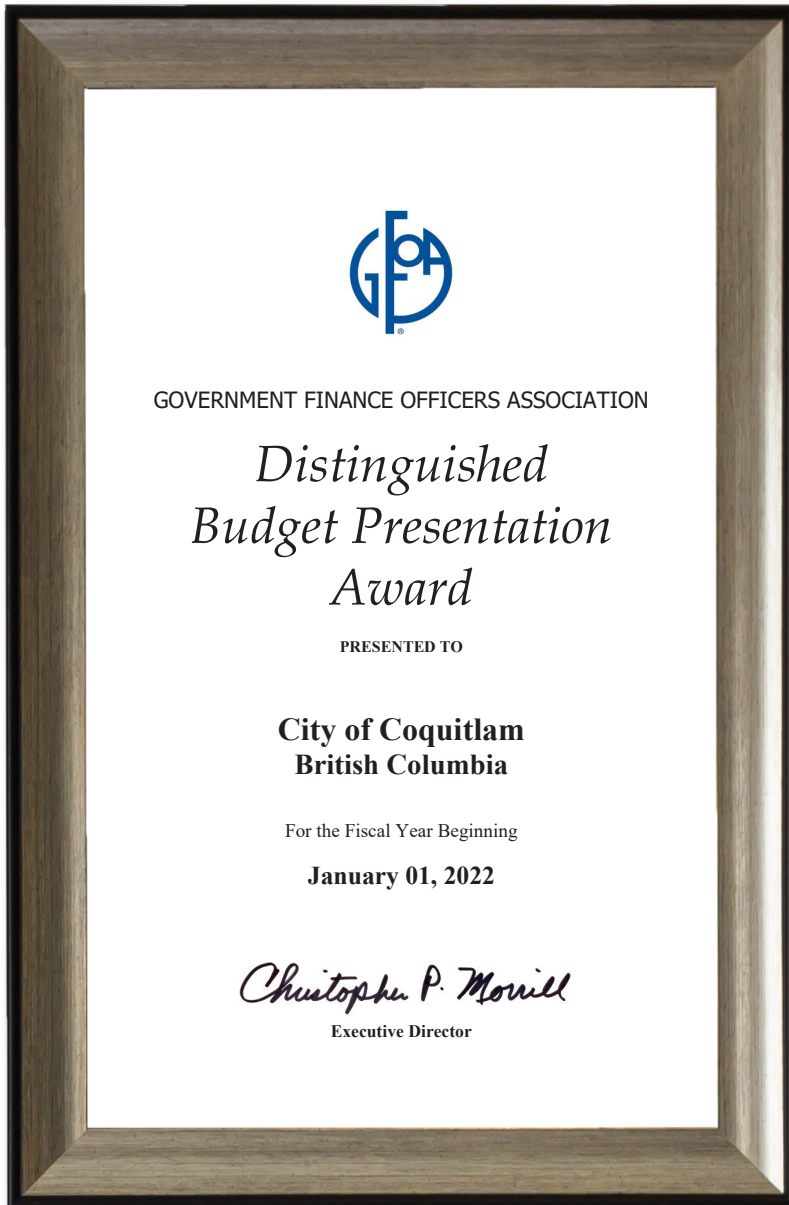 GFOA
®
GOVERNMENT FINANCE OFFICERS ASSOCIATION
Distinguished
Budget Presentation
Award
PRESENTED TO
City of Coquitlam
British Columbia
For the Fiscal Year Beginning
January 01, 2022
Christopher P. Morrill
Executive Director